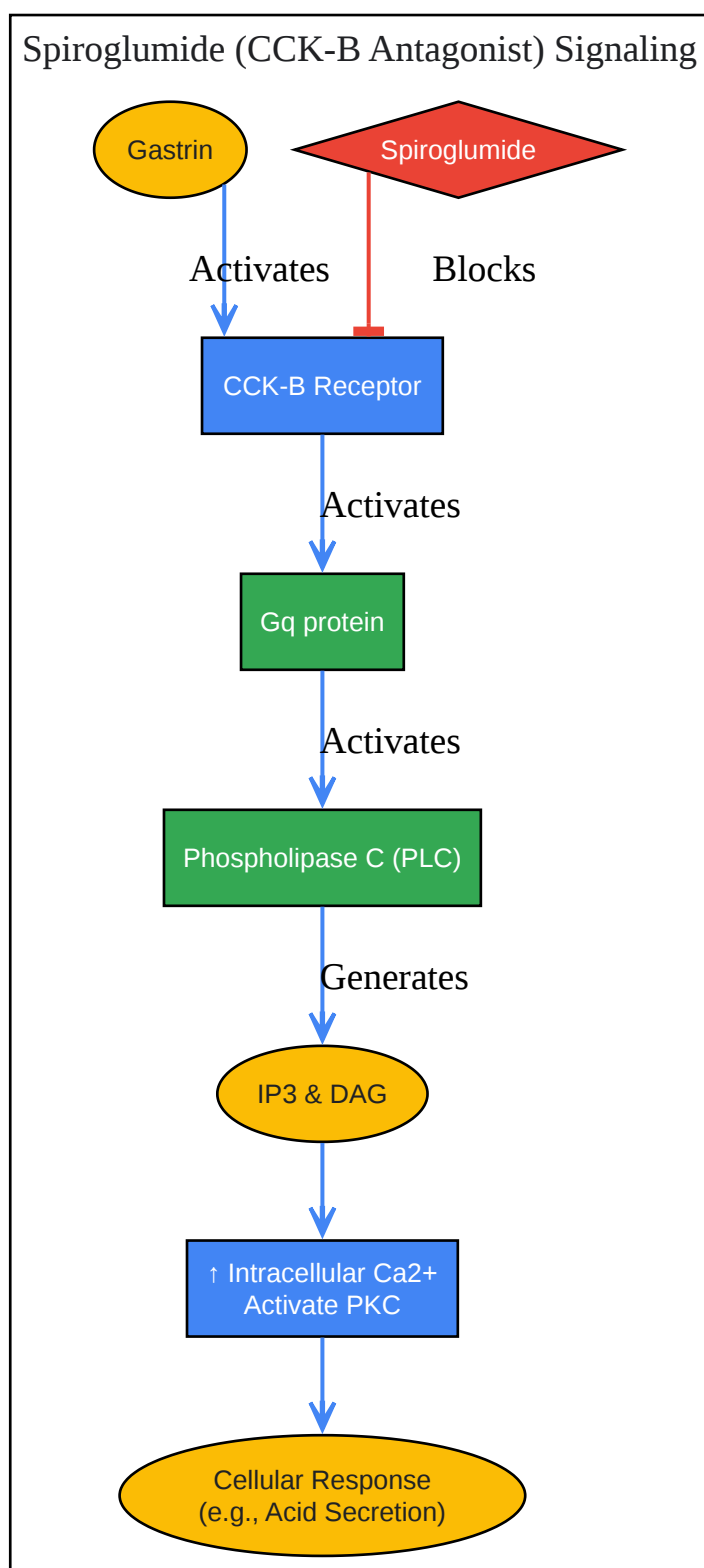 Spiroglumide (CCK-B Antagonist) Signaling
Gastrin
Spiroglumide
Activates
Blocks
CCK-B Receptor
Activates
Gq protein
Activates
Phospholipase C (PLC)
Generates
IP3 & DAG
↑ Intracellular Ca2+
Activate PKC
Cellular Response
(e.g., Acid Secretion)